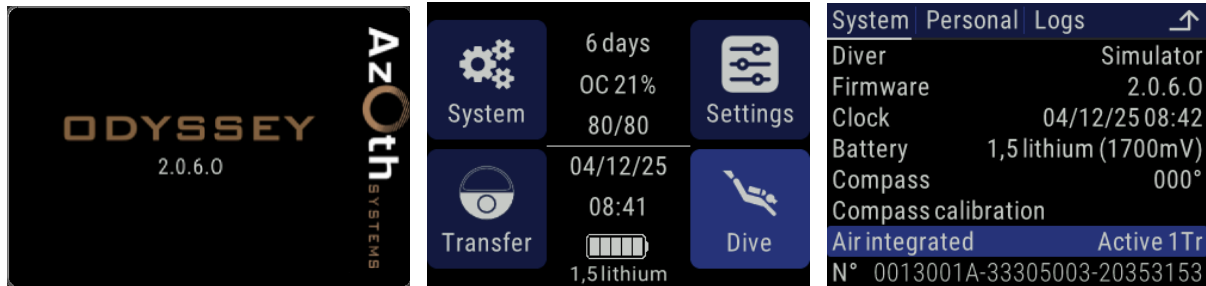 ODYSSEY
2.0.6.0
AzOth
SYSTEMS
System
6 days
OC 21%
80/80
Settings
Transfer
04/12/25
08:41
1,5 lithium
Dive
System Personal Logs
Diver Simulator
Firmware 2.0.6.0
Clock 04/12/25 08:42
Battery 1,5 lithium (1700mV)
Compass 000°
Compass calibration
Air integrated Active 1Tr
N° 0013001A-33305003-20353153